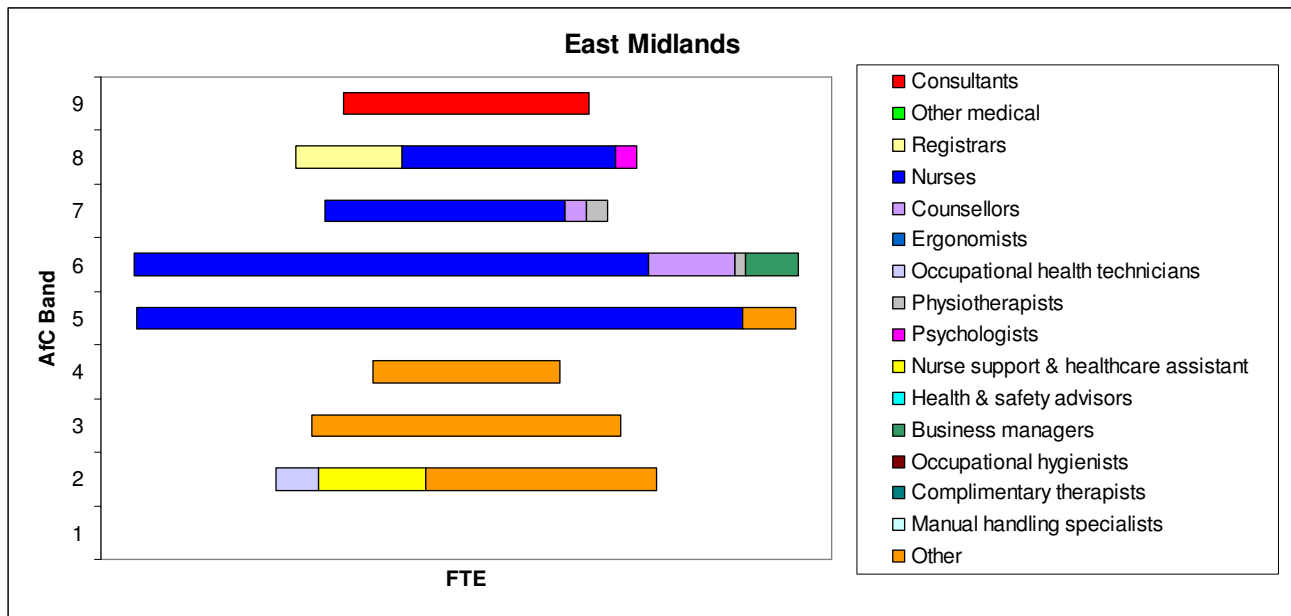 East Midlands
AfC Band
9
8
7
6
5
4
3
2
1
FTE
Consultants
Other medical
Registrars
Nurses
Counsellors
Ergonomists
Occupational health technicians
Physiotherapists
Psychologists
Nurse support & healthcare assistant
Health & safety advisors
Business managers
Occupational hygienists
Complimentary therapists
Manual handling specialists
Other